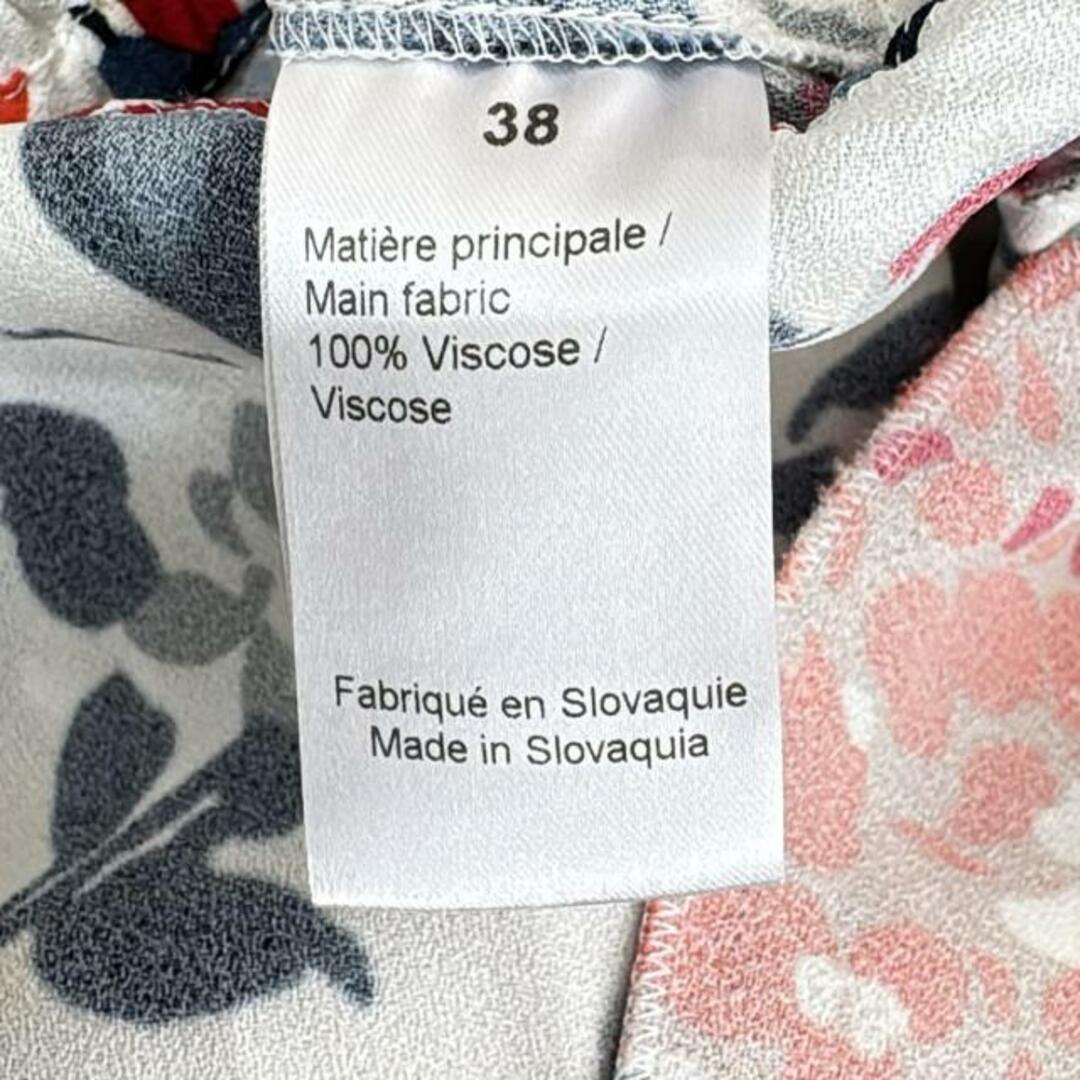 38
Matière principale /
Main fabric
100% Viscose /
Viscose
Fabriqué en Slovaquie
Made in Slovaquia